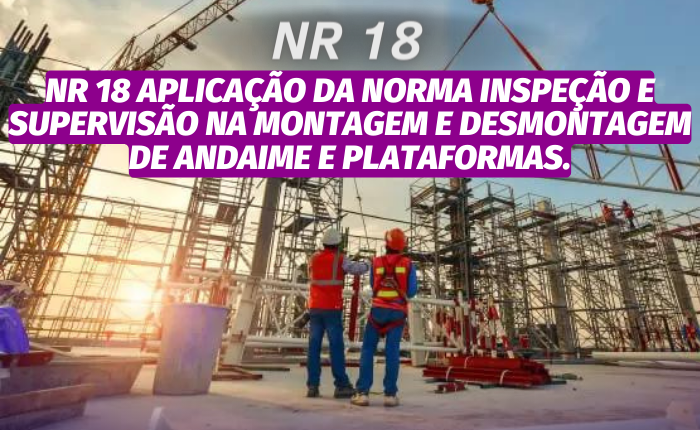 NR 18
NR 18 APLICAÇÃO DA NORMA INSPEÇÃO E
SUPERVISÃO NA MONTAGEM E DESMONTAGEM
DE ANDAIME E PLATAFORMAS.